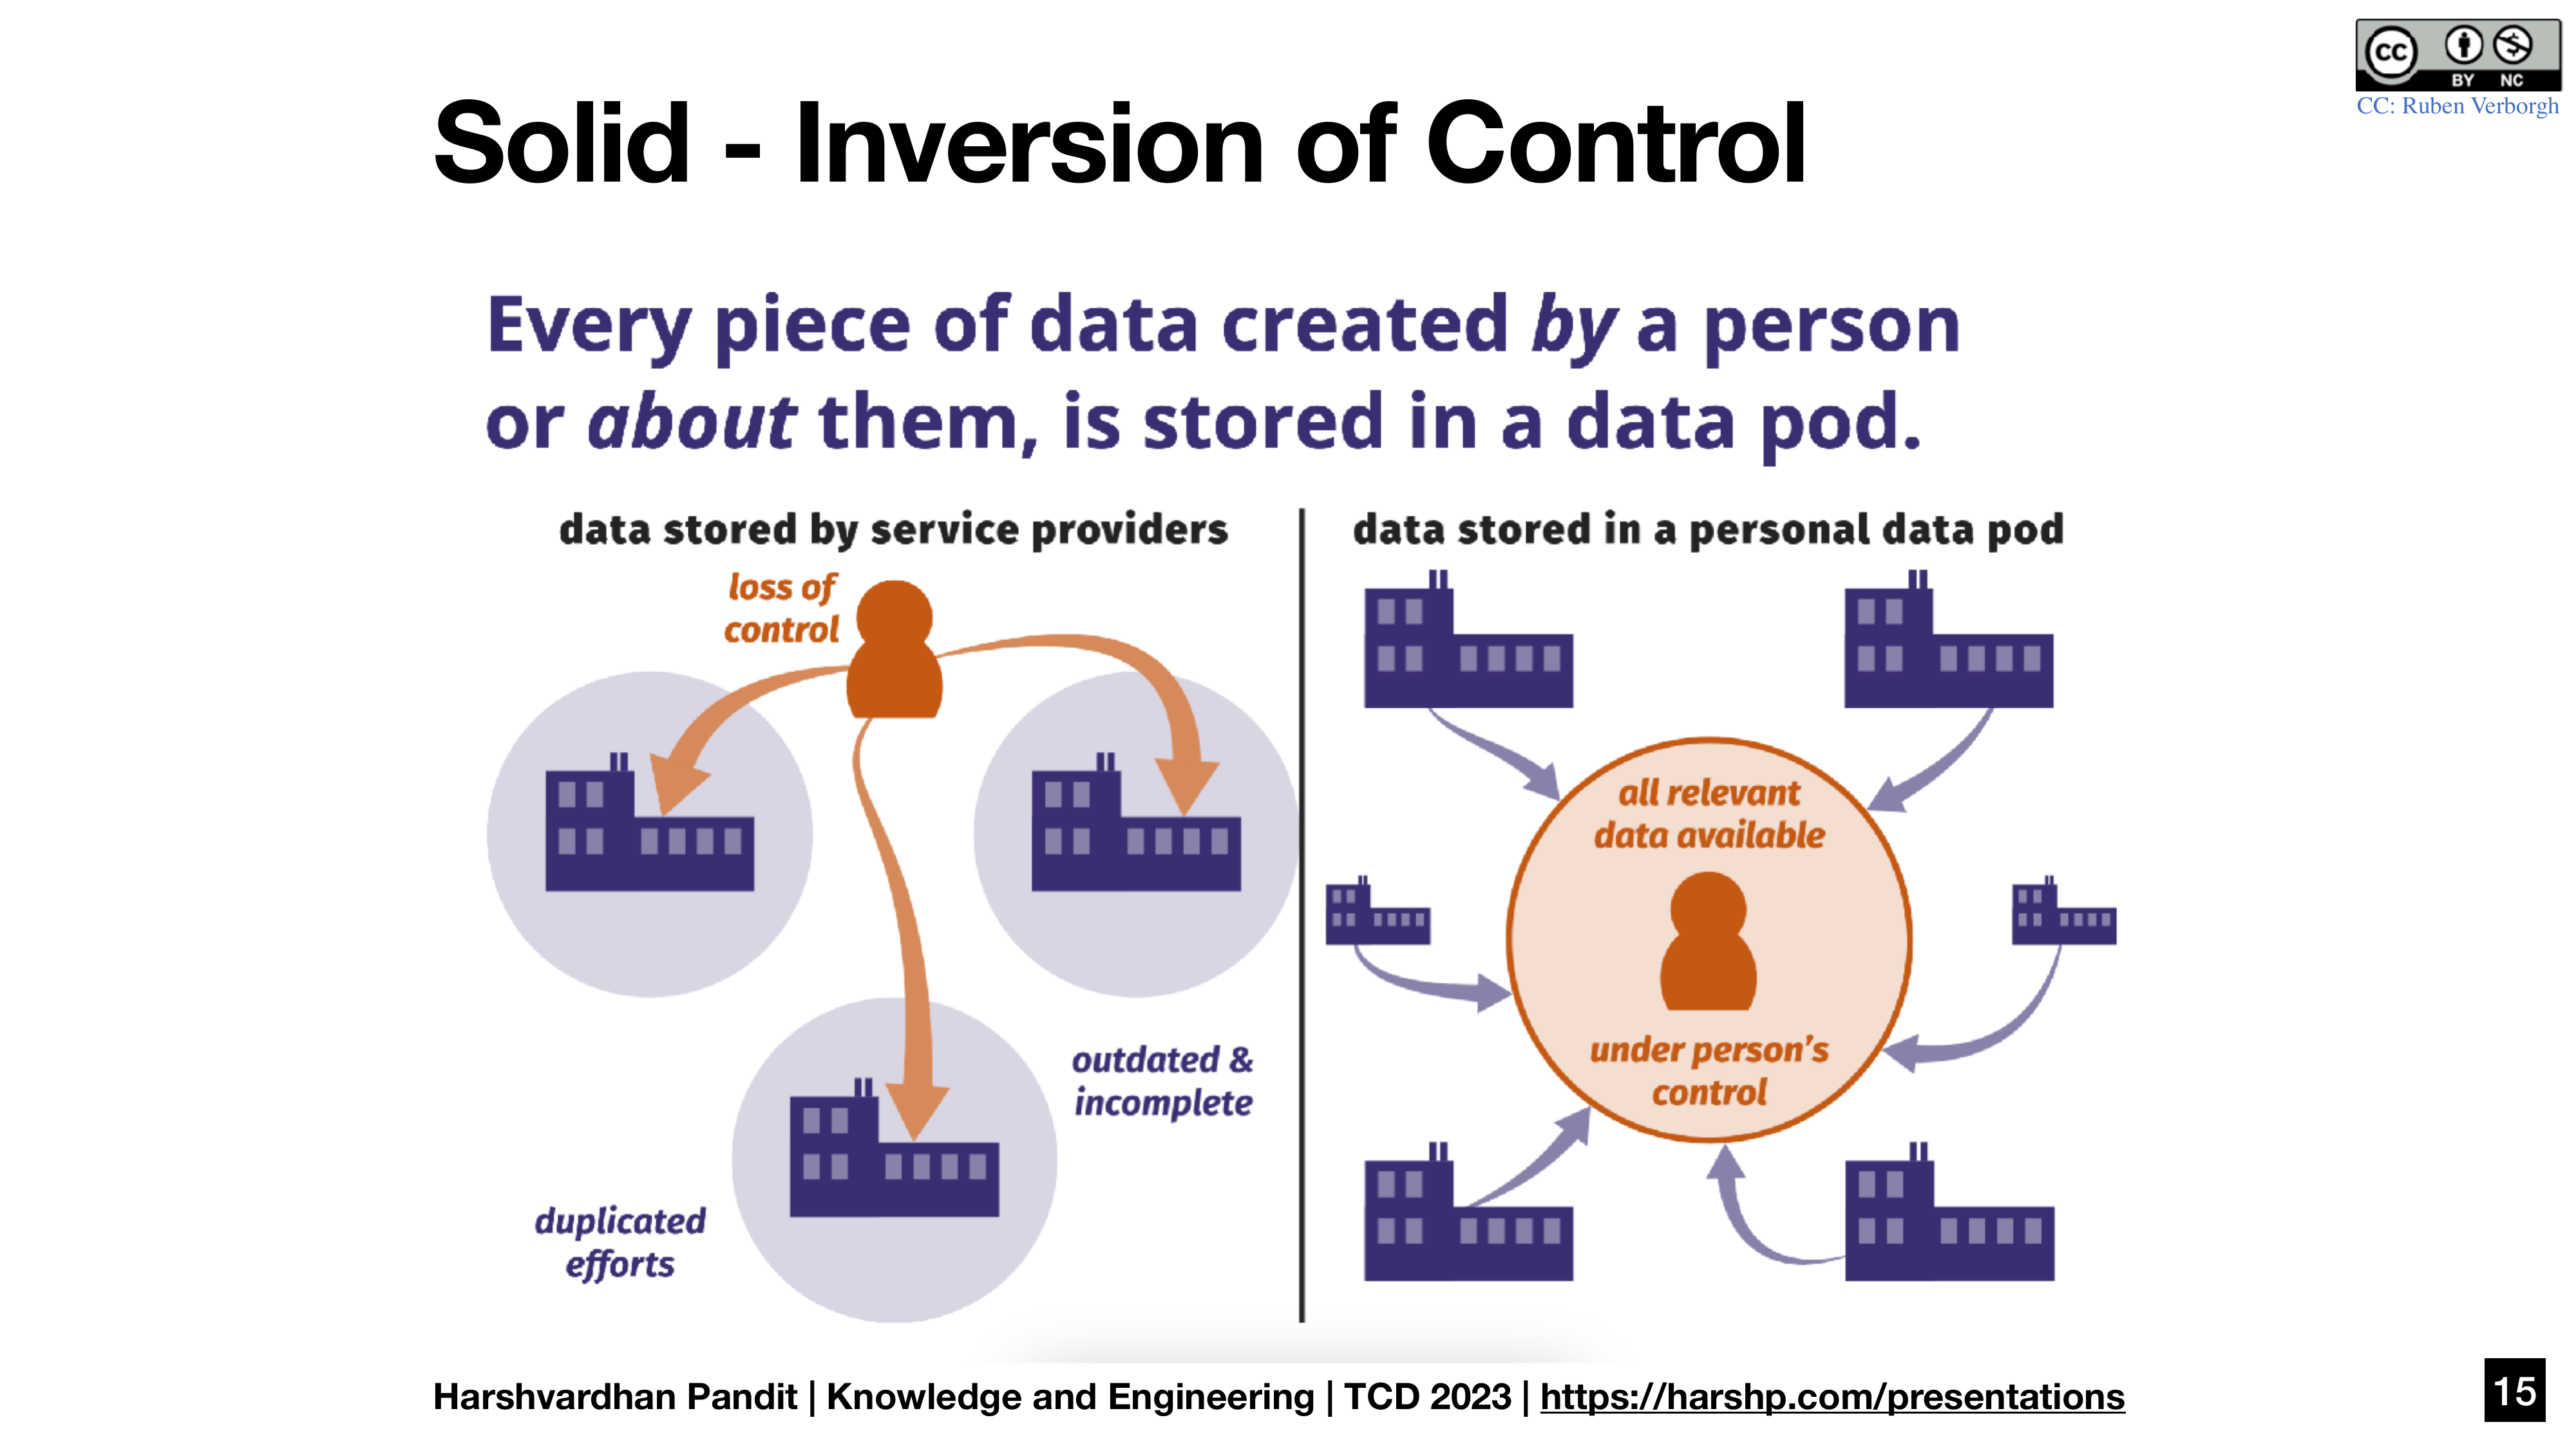 cc
BY NC
CC: Ruben Verborgh
Solid - Inversion of Control
Every piece of data created by a person
or about them, is stored in a data pod.
data stored by service providers
loss of
control
outdated &
incomplete
duplicated
efforts
data stored in a personal data pod
all relevant
data available
under person's
control
Harshvardhan Pandit | Knowledge and Engineering | TCD 2023 | https://harshp.com/presentations
15